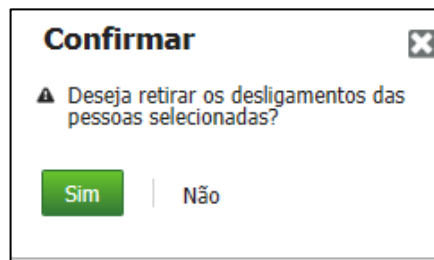 Confirmar
Deseja retirar os desligamentos das
pessoas selecionadas?
Sim
Não